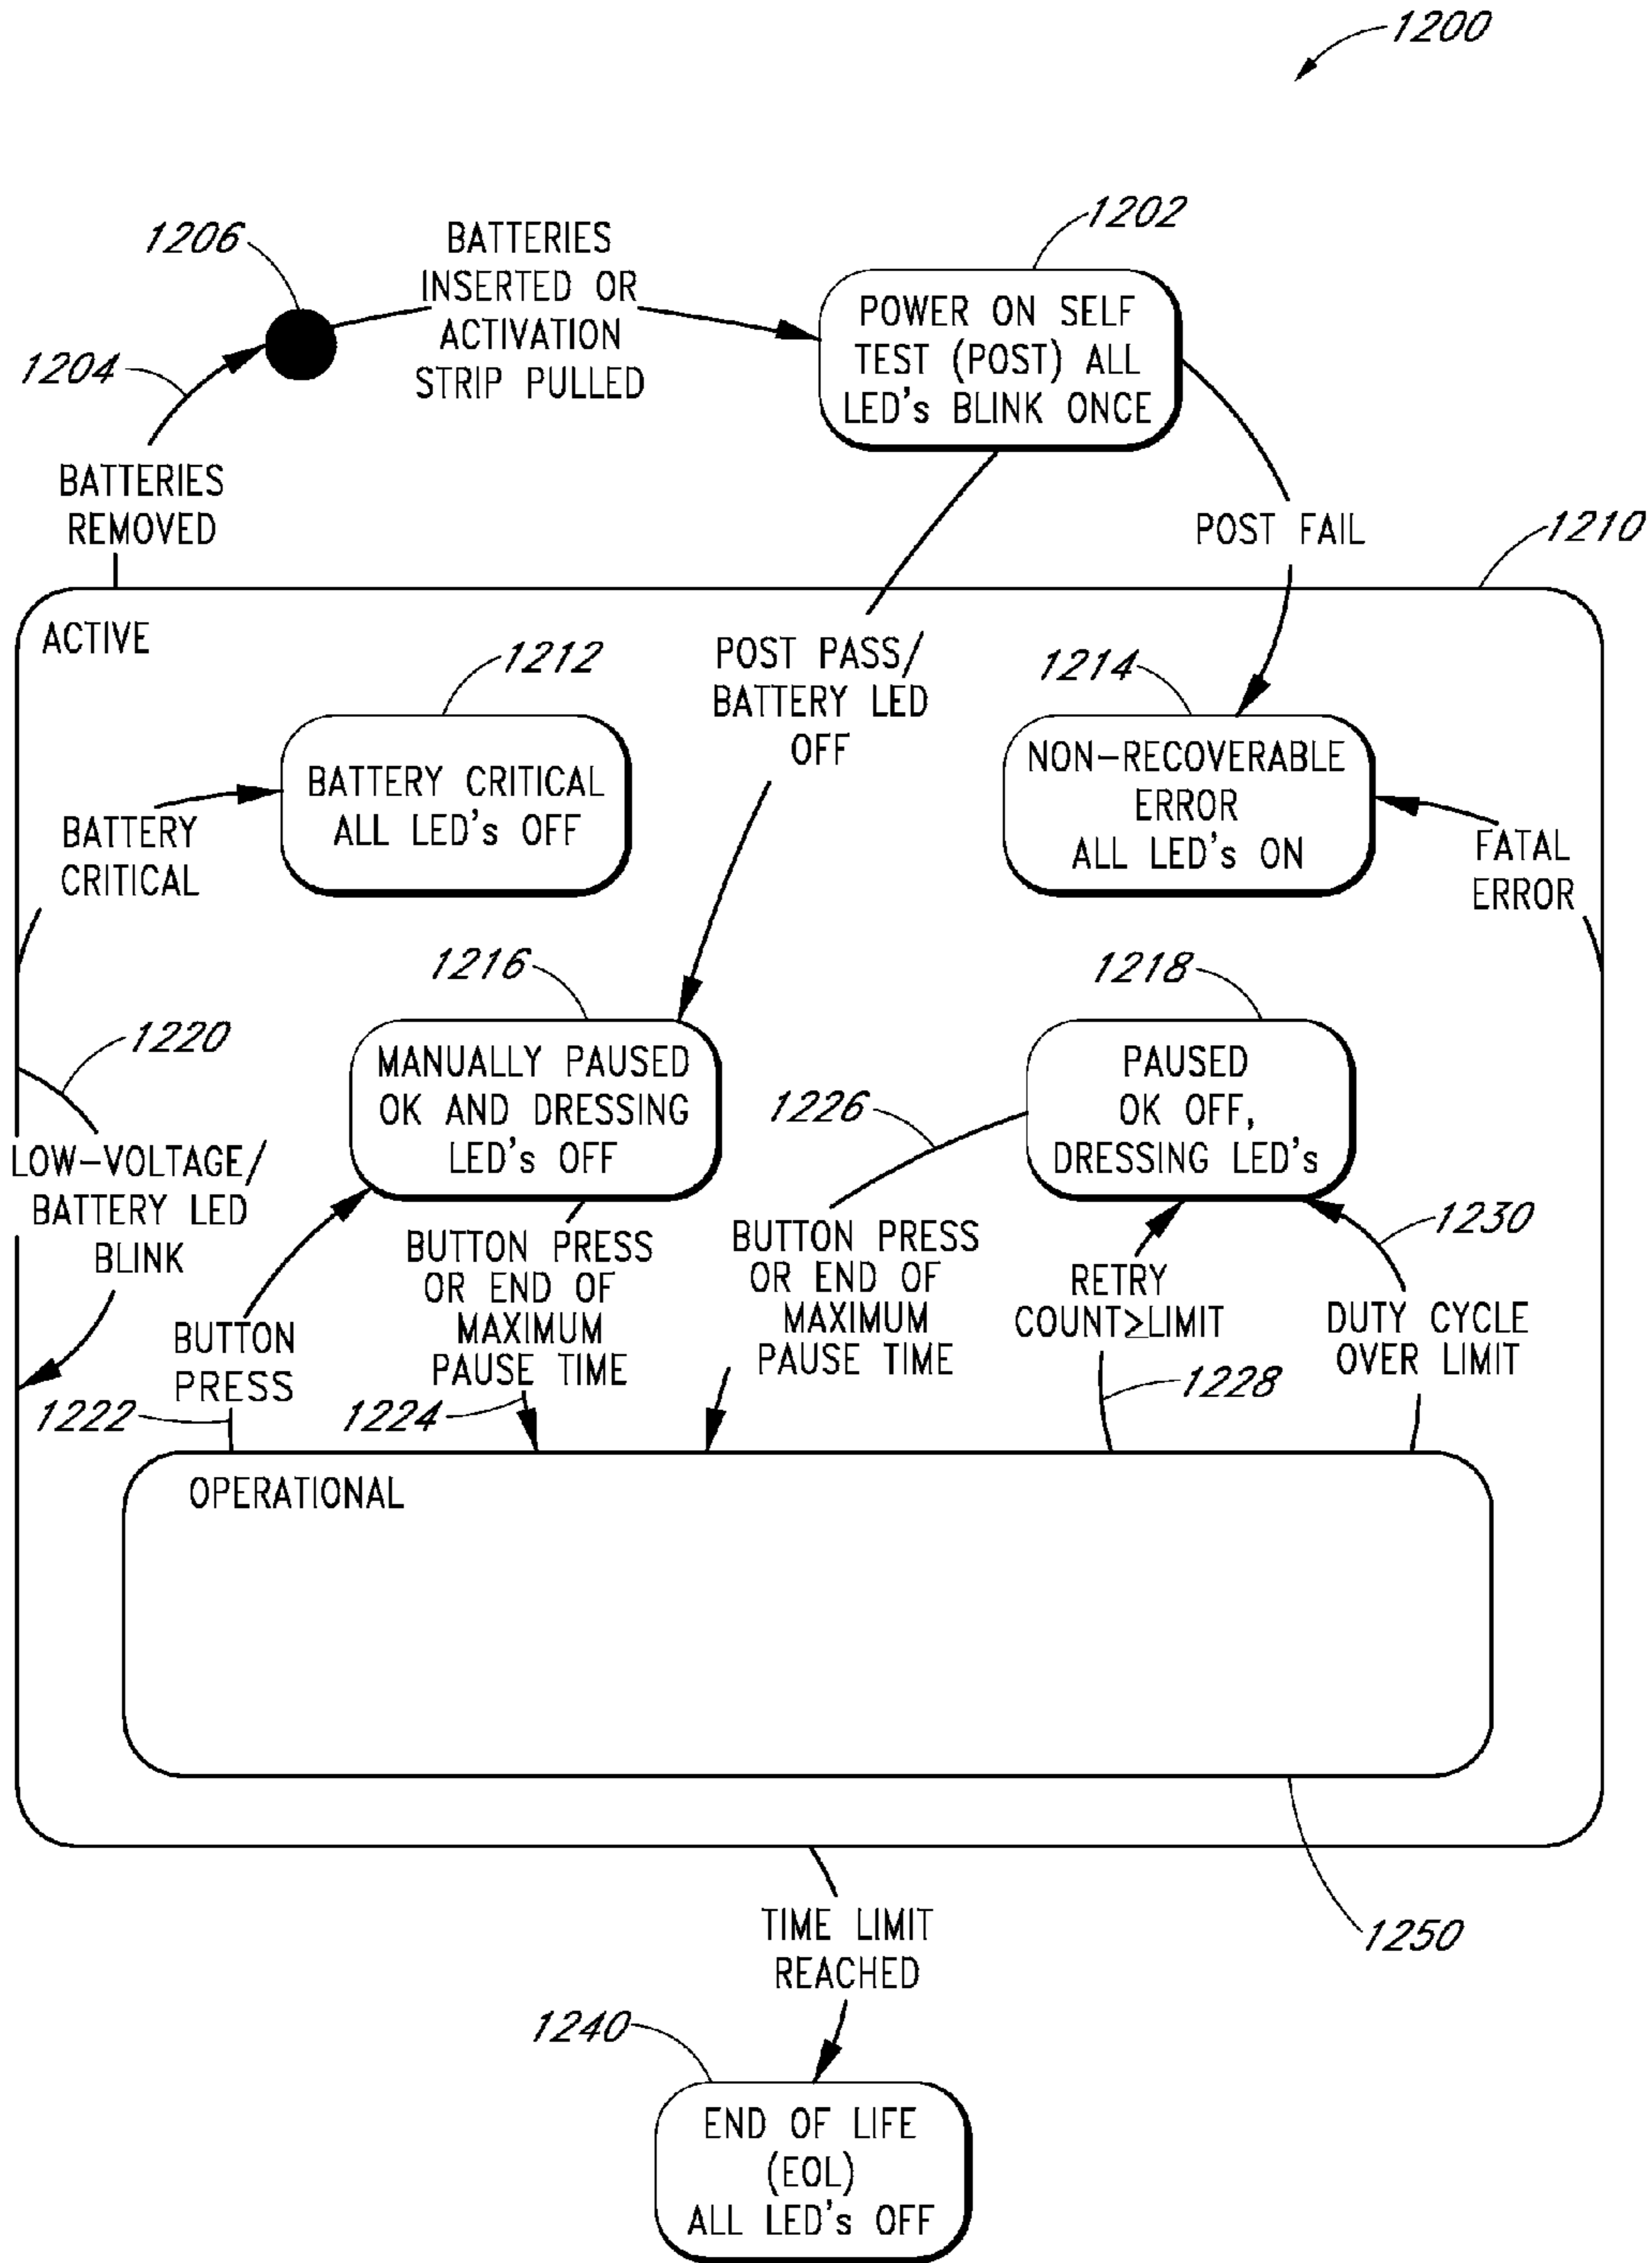 1200
1206
BATTERIES
INSERTED OR
ACTIVATION
STRIP PULLED
1202
POWER ON SELF
TEST (POST) ALL
LED's BLINK ONCE
1204
BATTERIES
REMOVED
POST FAIL
1210
ACTIVE
1212
POST PASS/
BATTERY LED
OFF
1214
BATTERY CRITICAL
ALL LED's OFF
NON-RECOVERABLE
ERROR
ALL LED's ON
BATTERY
CRITICAL
FATAL
ERROR
1216
1218
1220
MANUALLY PAUSED
OK AND DRESSING
LED's OFF
1226
PAUSED
OK OFF,
DRESSING LED's
LOW-VOLTAGE/
BATTERY LED
BLINK
BUTTON PRESS
OR END OF
MAXIMUM
PAUSE TIME
BUTTON PRESS
OR END OF
MAXIMUM
PAUSE TIME
1230
RETRY
COUNT≥LIMIT
DUTY CYCLE
OVER LIMIT
BUTTON
PRESS
1222
1224
1228
OPERATIONAL
1250
TIME LIMIT
REACHED
1240
END OF LIFE
(EOL)
ALL LED's OFF